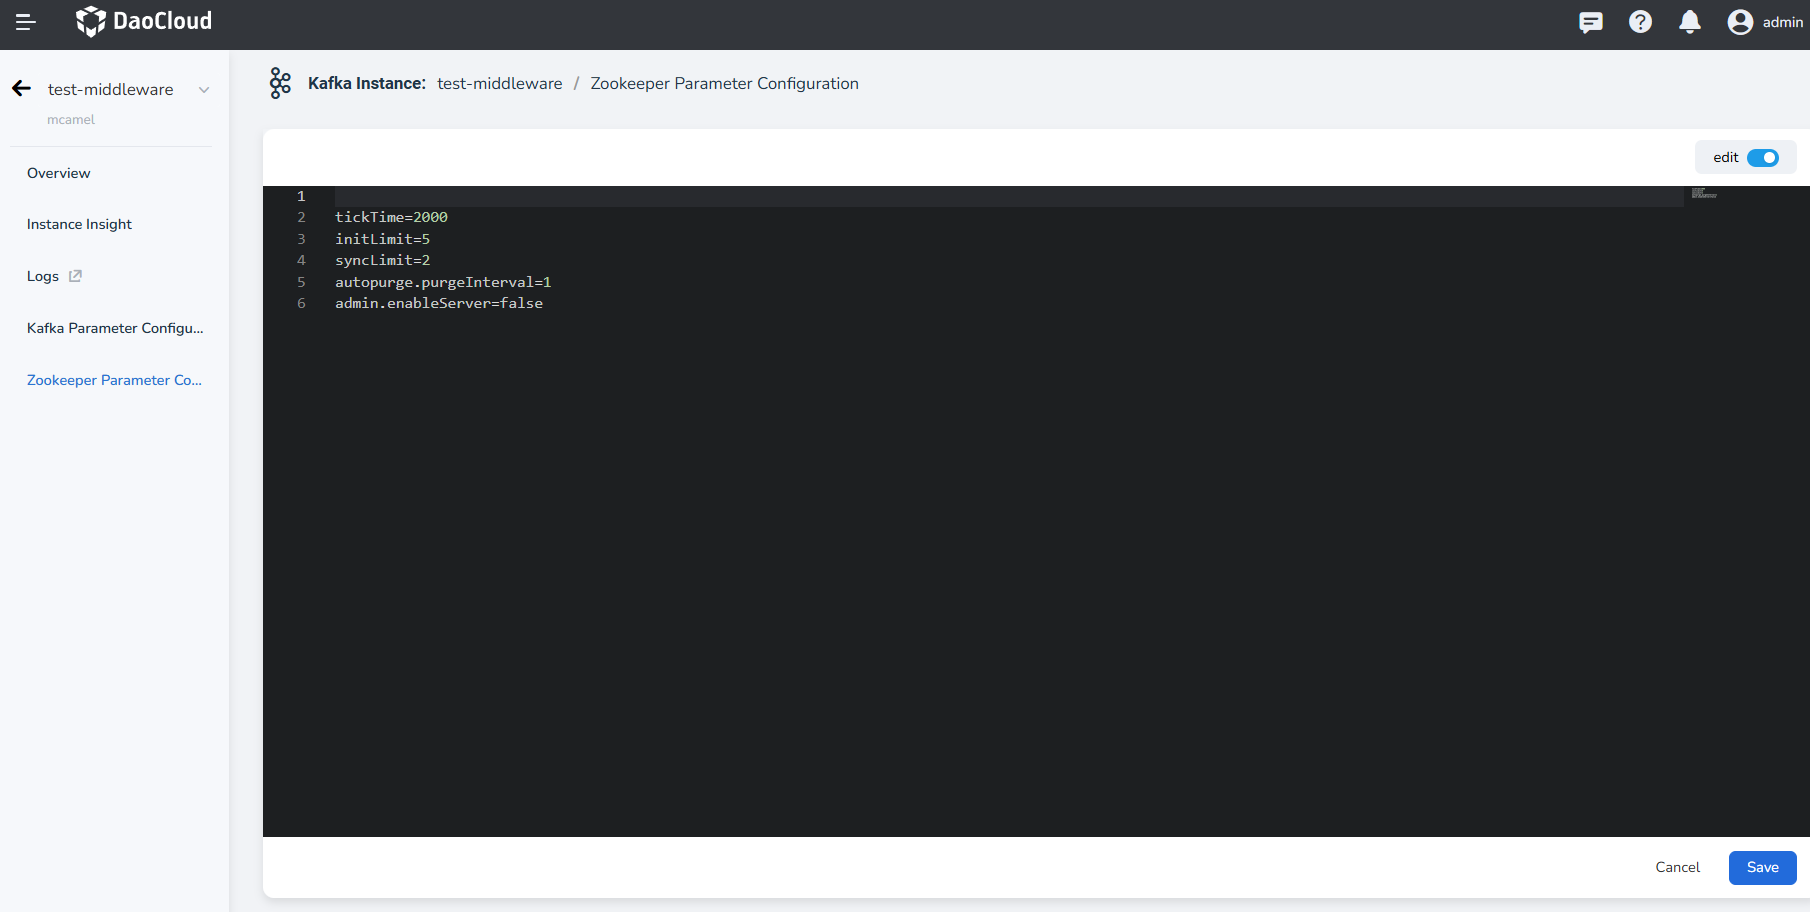 DaoCloud
admin
test-middleware
mcamel
Overview
Instance Insight
Logs
Kafka Parameter Configu...
Zookeeper Parameter Co...
Kafka Instance: test-middleware / Zookeeper Parameter Configuration
edit
1
2 tickTime=2000
3 initLimit=5
4 syncLimit=2
5 autopurge.purgeInterval=1
6 admin.enableServer=false
Cancel
Save